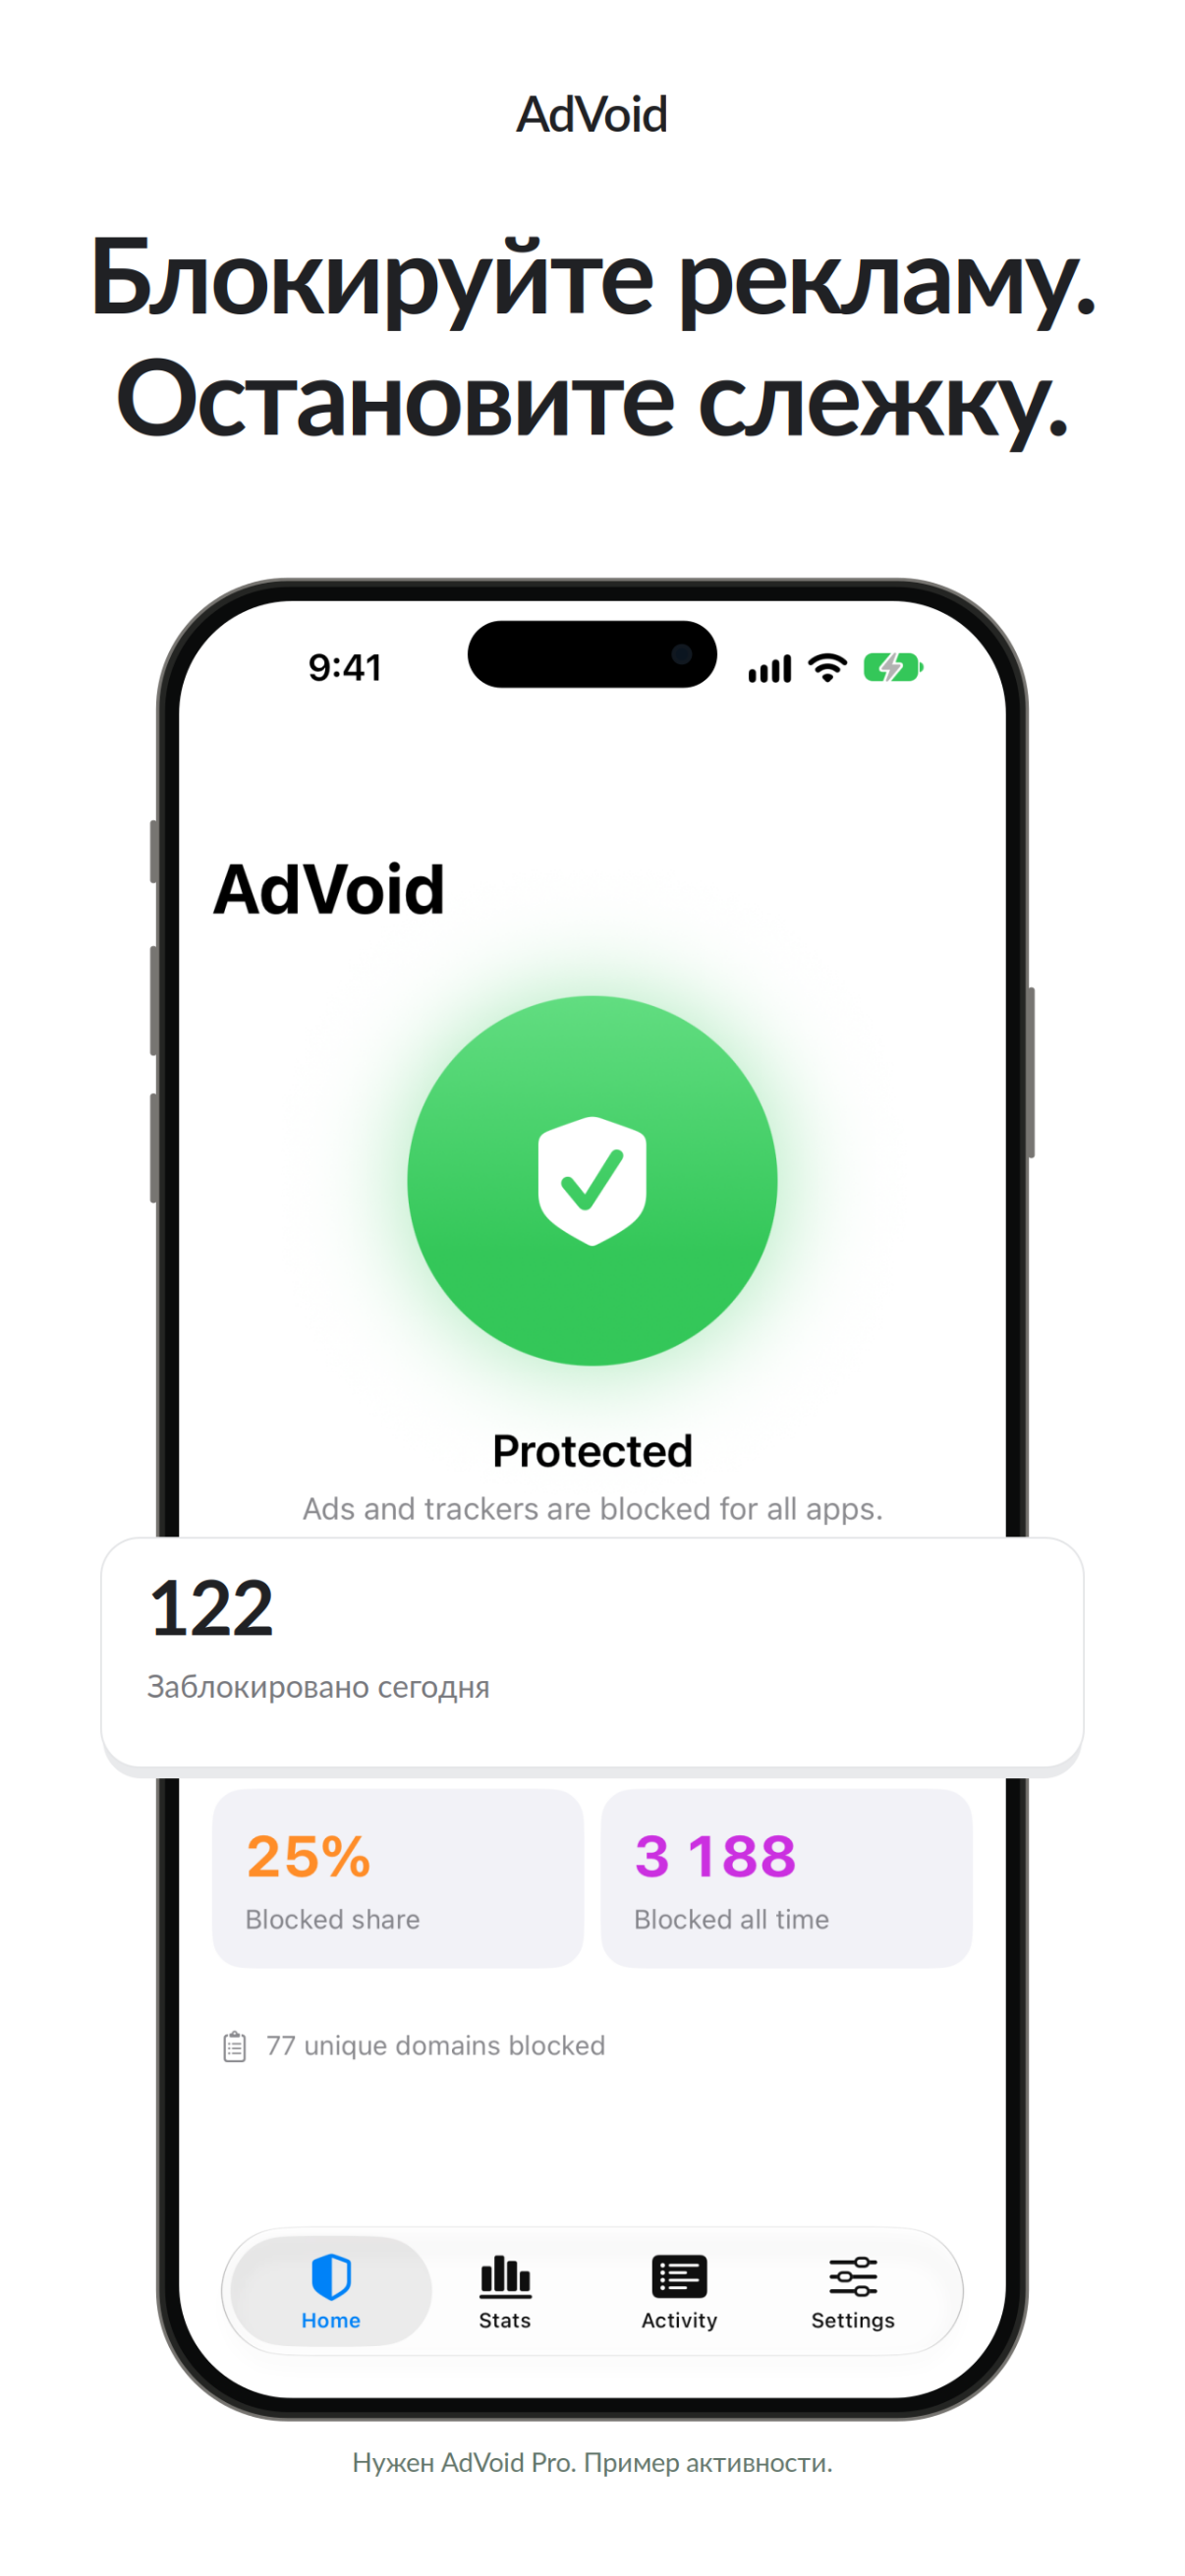 AdVoid
Блокируйте рекламу.
Остановите слежку.
9:41
AdVoid
Protected
Ads and trackers are blocked for all apps.
122
Заблокировано сегодня
25%
Blocked share
3 188
Blocked all time
77 unique domains blocked
Home
Stats
Activity
Settings
Нужен AdVoid Pro. Пример активности.